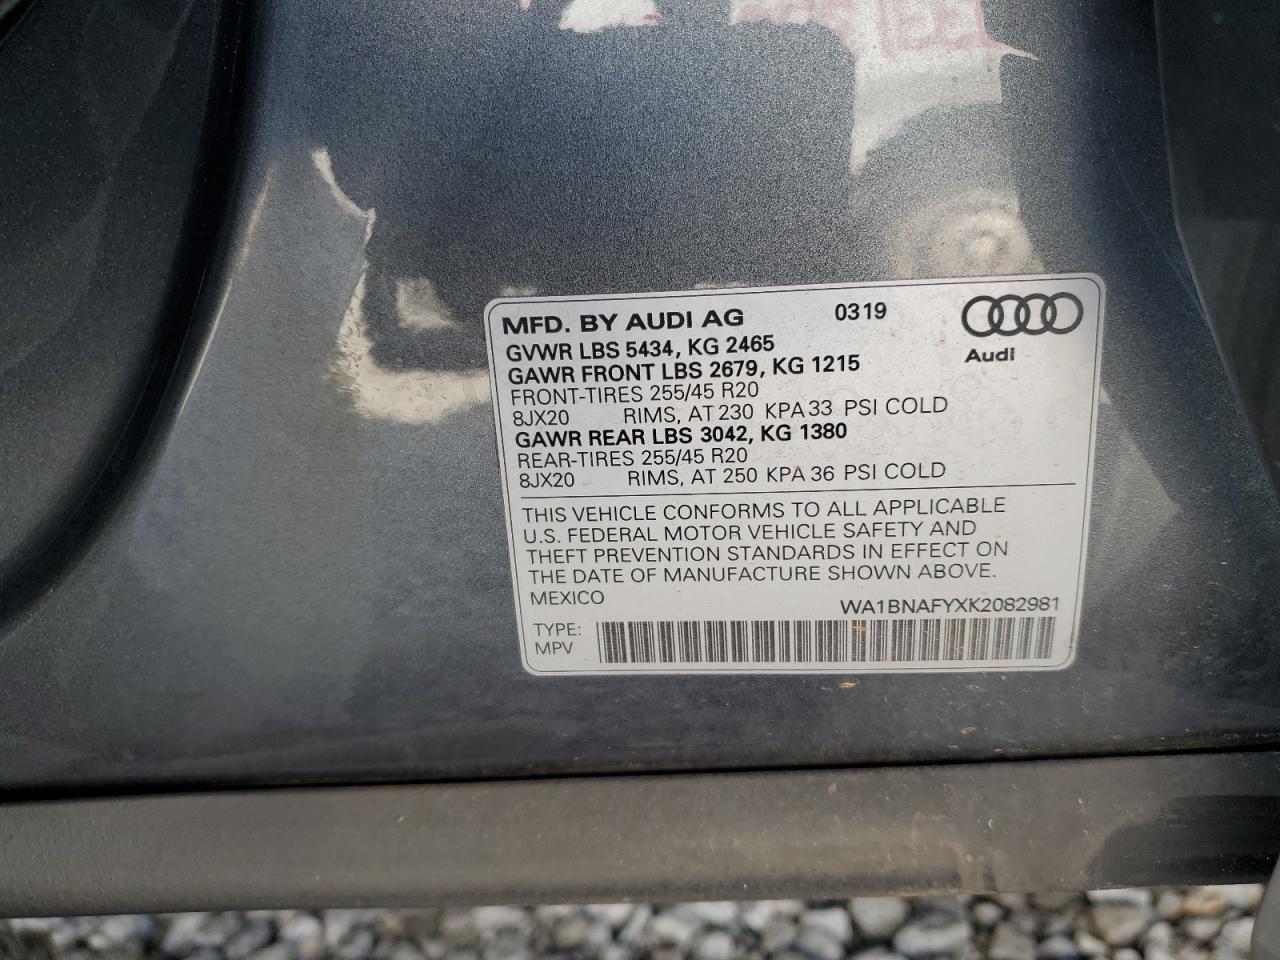 MFD. BY AUDI AG 0319
GVWR LBS 5434, KG 2465
Audi
GAWR FRONT LBS 2679, KG 1215
FRONT-TIRES 255/45 R20
8JX20 RIMS, AT 230 KPA 33 PSI COLD
GAWR REAR LBS 3042, KG 1380
REAR-TIRES 255/45 R20
8JX20 RIMS, AT 250 KPA 36 PSI COLD
THIS VEHICLE CONFORMS TO ALL APPLICABLE
U.S. FEDERAL MOTOR VEHICLE SAFETY AND
THEFT PREVENTION STANDARDS IN EFFECT ON
THE DATE OF MANUFACTURE SHOWN ABOVE.
MEXICO WA1BNAFYXK2082981
TYPE:
MPV